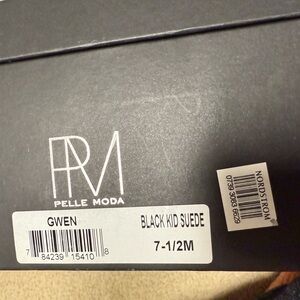 PM
PELLE MODA
GWEN
BLACK KID SUEDE
7 84239 15410 8
7-1/2M
NORDSTROM